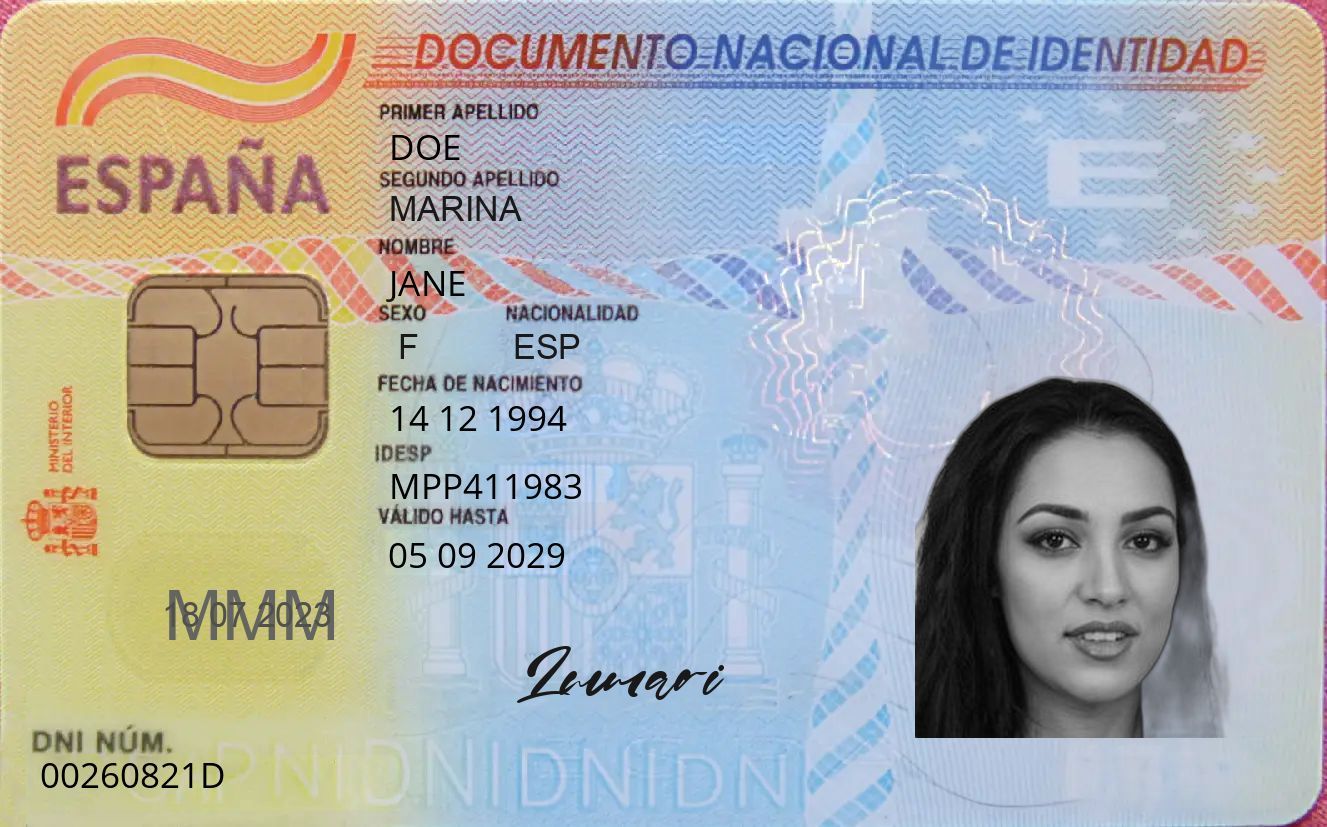 DOCUMENTO NACIONAL DE IDENTIDAD
ESPAÑA
PRIMER APELLIDO
DOE
SEGUNDO APELLIDO
MARINA
NOMBRE
JANE
SEXO NACIONALIDAD
F ESP
FECHA DE NACIMIENTO
14 12 1994
IDESP
MPP411983
VÁLIDO HASTA
05 09 2029
MINISTERIO
DEL INTERIOR
E
MMM
18 07 2023
DNI NÚM.
00260821D
DNIDNIDNIDNI